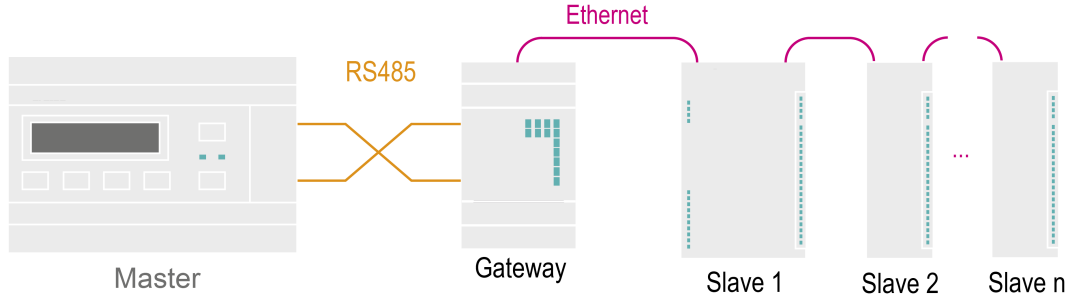 Ethernet
RS485
...
Master
Gateway
Slave 1
Slave 2
Slave n